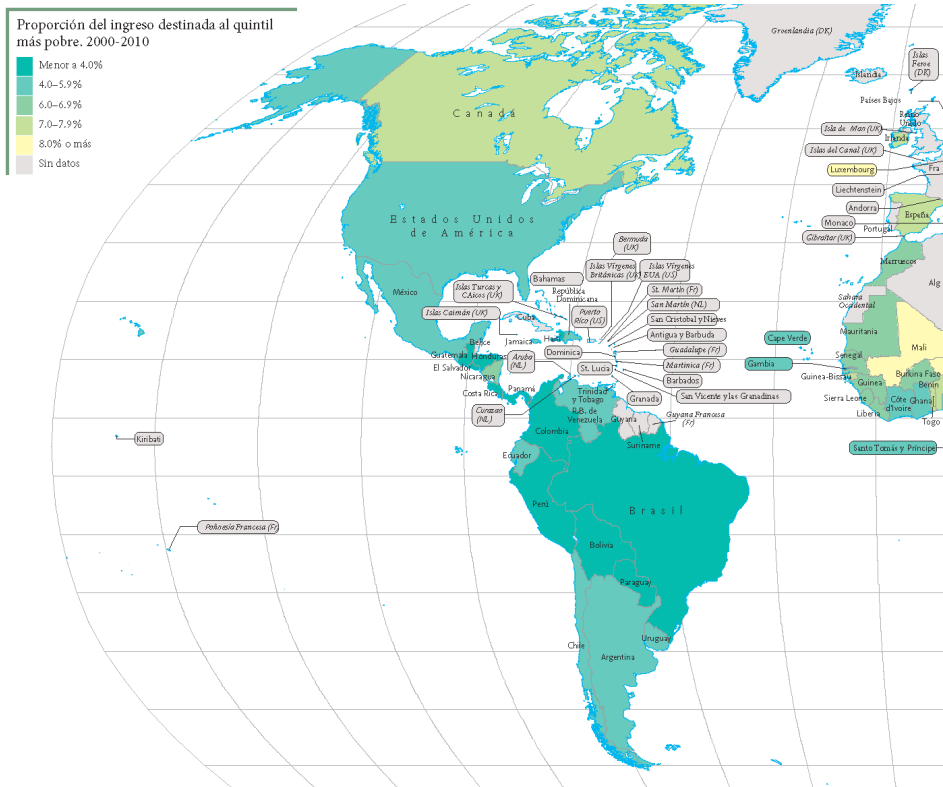 Proporción del ingreso destinada al quintil
más pobre. 2000-2010
Menor a 4.0%
4.0–5.9%
6.0–6.9%
7.0–7.9%
8.0% o más
Sin datos
Groenlandia (DK)
Islas
Feroe
(DK)
Islandia
Países Bajos
Reino
Unido
Isla de Man (UK)
Irlanda
Islas del Canal (UK)
Luxembourg
Fra
Liechtenstein
Andorra
España
Monaco
Portugal
Gibraltar (UK)
Canadá
Estados Unidos
de América
México
Bermuda
(UK)
Islas Vírgenes
Británicas (UK)
Islas Vírgenes
EUA (US)
Bahamas
República
Dominicana
Islas Turcas y
CAicos (UK)
St. Martín (Fr)
San Martín (NL)
Puerto
Rico (US)
Islas Caimán (UK)
Cuba
San Cristobal y Nieves
Haití
Jamaica
Antigua y Barbuda
Belice
Guadalupe (Fr)
Dominica
Guatemala
Honduras
Aruba
(NL)
Martinica (Fr)
El Salvador
St. Lucia
Nicaragua
Barbados
Costa Rica
Panamá
Trinidad
y Tobago
Granada
San Vicente y las Granadinas
Curazao
(NL)
R.B. de
Venezuela
Guyana
Guyana Francesa
(Fr)
Colombia
Suriname
Ecuador
Kiribati
Perú
Brasil
Polinesia Francesa (Fr)
Bolivia
Paraguay
Chile
Uruguay
Argentina
Marruecos
Alg
Sahara
Occidental
Mauritania
Cape Verde
Mali
Senegal
Gambia
Guinea-Bissau
Burkina Faso
Guinea
Benin
Sierra Leone
Côte
d'Ivoire
Ghana
Liberia
Togo
Santo Tomás y Príncipe